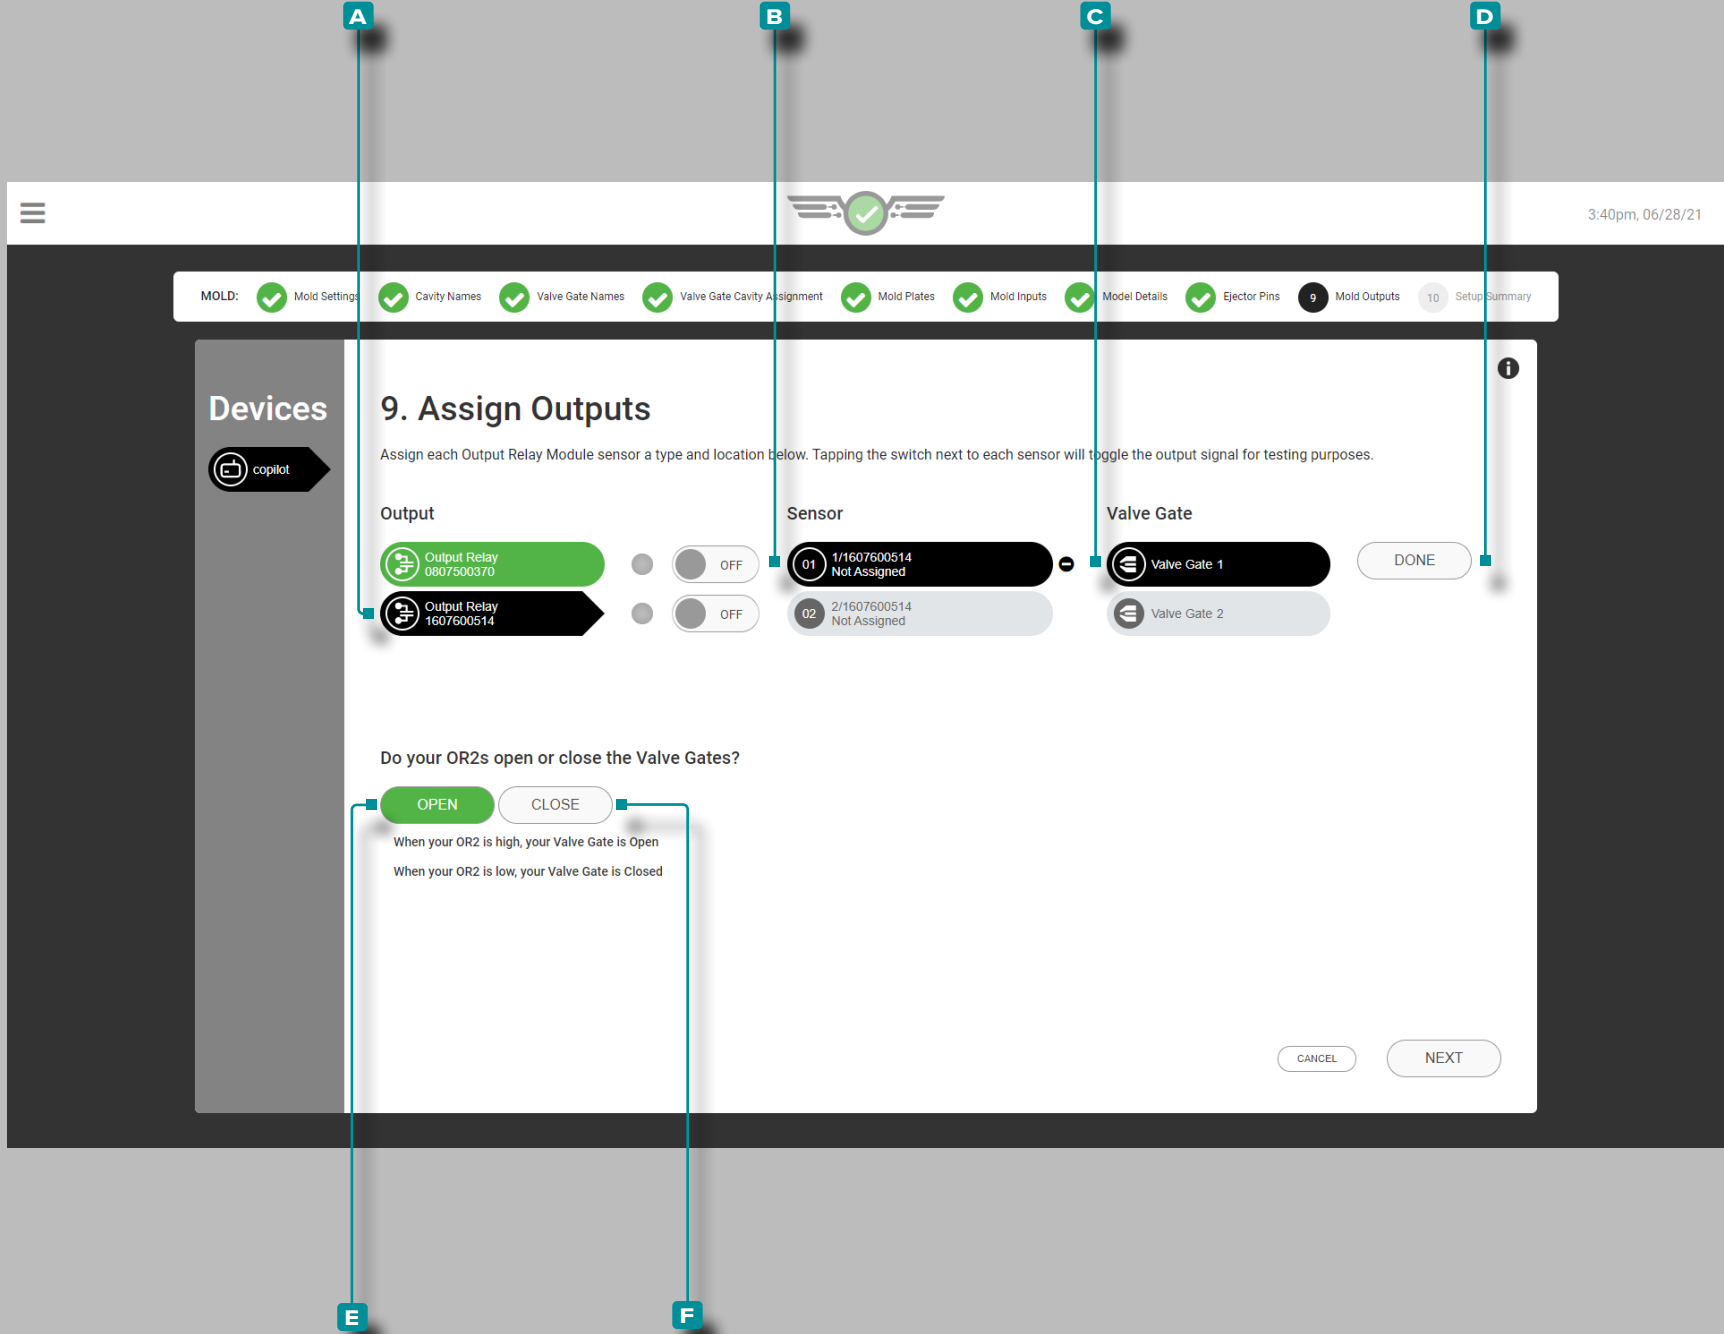 A
B
C
D
3:40pm, 06/28/21
MOLD: Mold Settings Cavity Names Valve Gate Names Valve Gate Cavity Assignment Mold Plates Mold Inputs Model Details Ejector Pins 9 Mold Outputs 10 Setup Summary
Devices
copilot
9. Assign Outputs
Assign each Output Relay Module sensor a type and location below. Tapping the switch next to each sensor will toggle the output signal for testing purposes.
Output
Sensor
Valve Gate
Output Relay
0807500370
OFF
01
1/1607600514
Not Assigned
Valve Gate 1
DONE
Output Relay
1607600514
OFF
02
2/1607600514
Not Assigned
Valve Gate 2
Do your OR2s open or close the Valve Gates?
OPEN
CLOSE
When your OR2 is high, your Valve Gate is Open
When your OR2 is low, your Valve Gate is Closed
CANCEL
NEXT
E
F